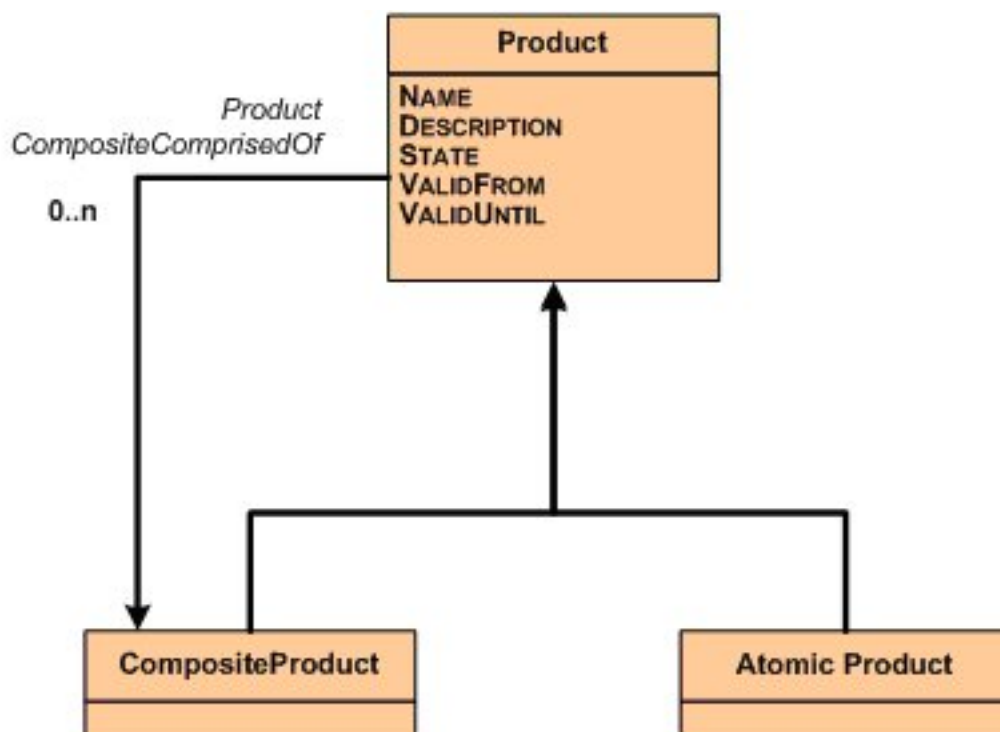 Product
NAME
DESCRIPTION
STATE
VALIDFROM
VALIDUNTIL
Product
CompositeComprisedOf
0..n
CompositeProduct
Atomic Product